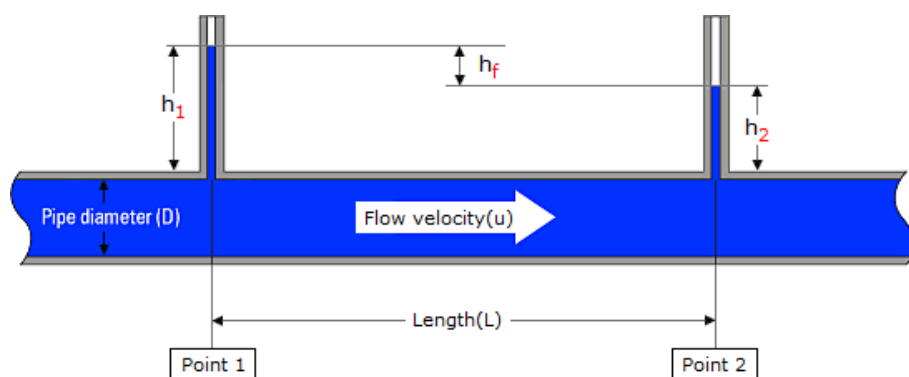 h1
hf
h2
Pipe diameter (D)
Flow velocity(u)
Length(L)
Point 1
Point 2